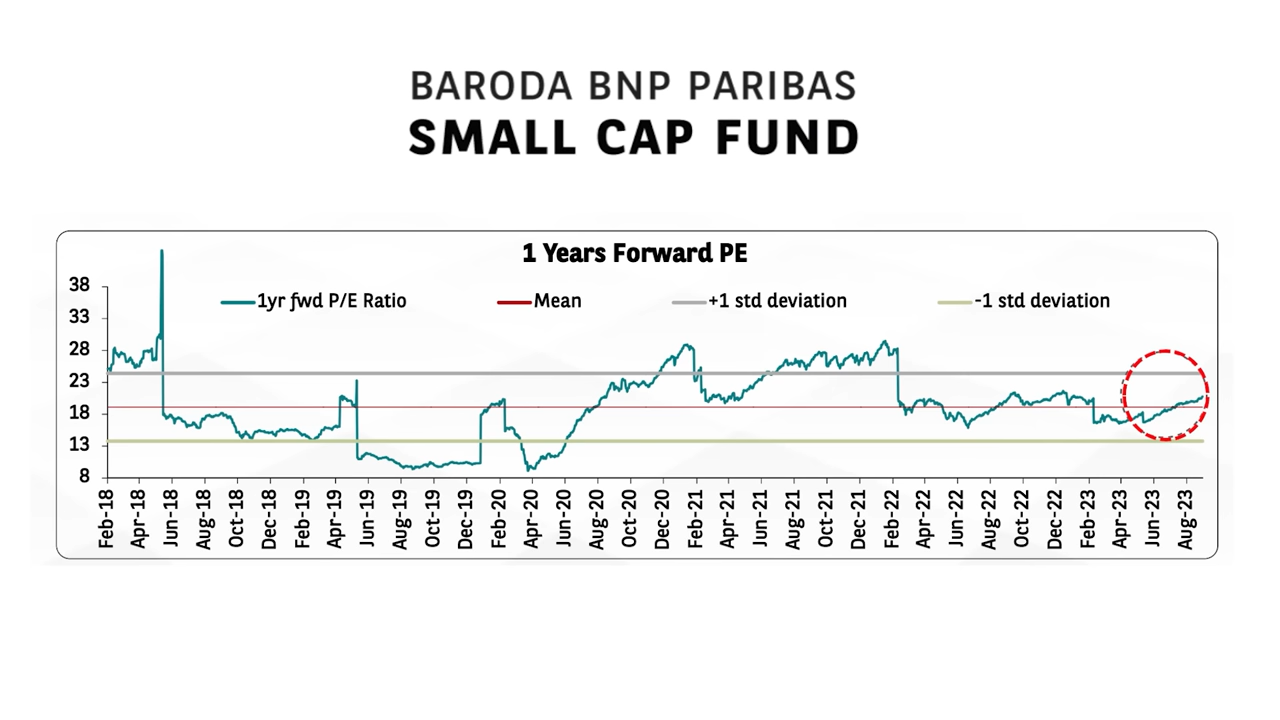 BARODA BNP PARIBAS
SMALL CAP FUND
1 Years Forward PE
1yr fwd P/E Ratio
Mean
+1 std deviation
-1 std deviation
38
33
28
23
18
13
8
Feb-18
Apr-18
Jun-18
Aug-18
Oct-18
Dec-18
Feb-19
Apr-19
Jun-19
Aug-19
Oct-19
Dec-19
Feb-20
Apr-20
Jun-20
Aug-20
Oct-20
Dec-20
Feb-21
Apr-21
Jun-21
Aug-21
Oct-21
Dec-21
Feb-22
Apr-22
Jun-22
Aug-22
Oct-22
Dec-22
Feb-23
Apr-23
Jun-23
Aug-23